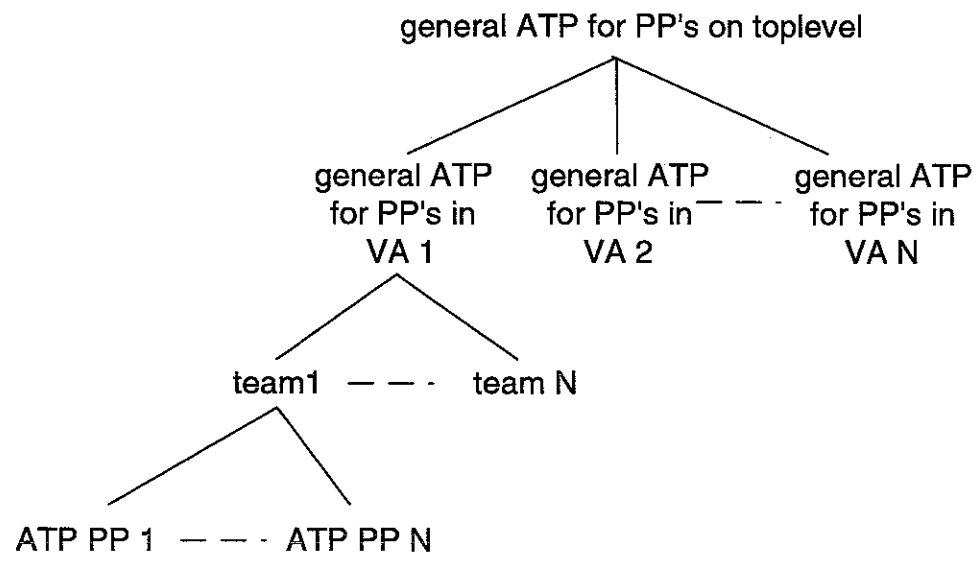 general ATP for PP's on toplevel
general ATP
for PP's in
VA 1
general ATP
for PP's in
VA 2
general ATP
for PP's in
VA N
team1
team N
ATP PP 1
ATP PP N